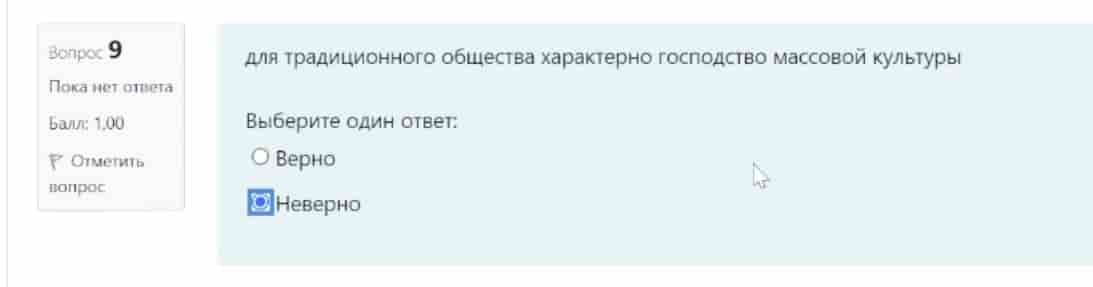 Вопрос 9
Пока нет ответа
Балл: 1,00
Отметить
вопрос
для традиционного общества характерно господство массовой культуры
Выберите один ответ:
Верно
Неверно